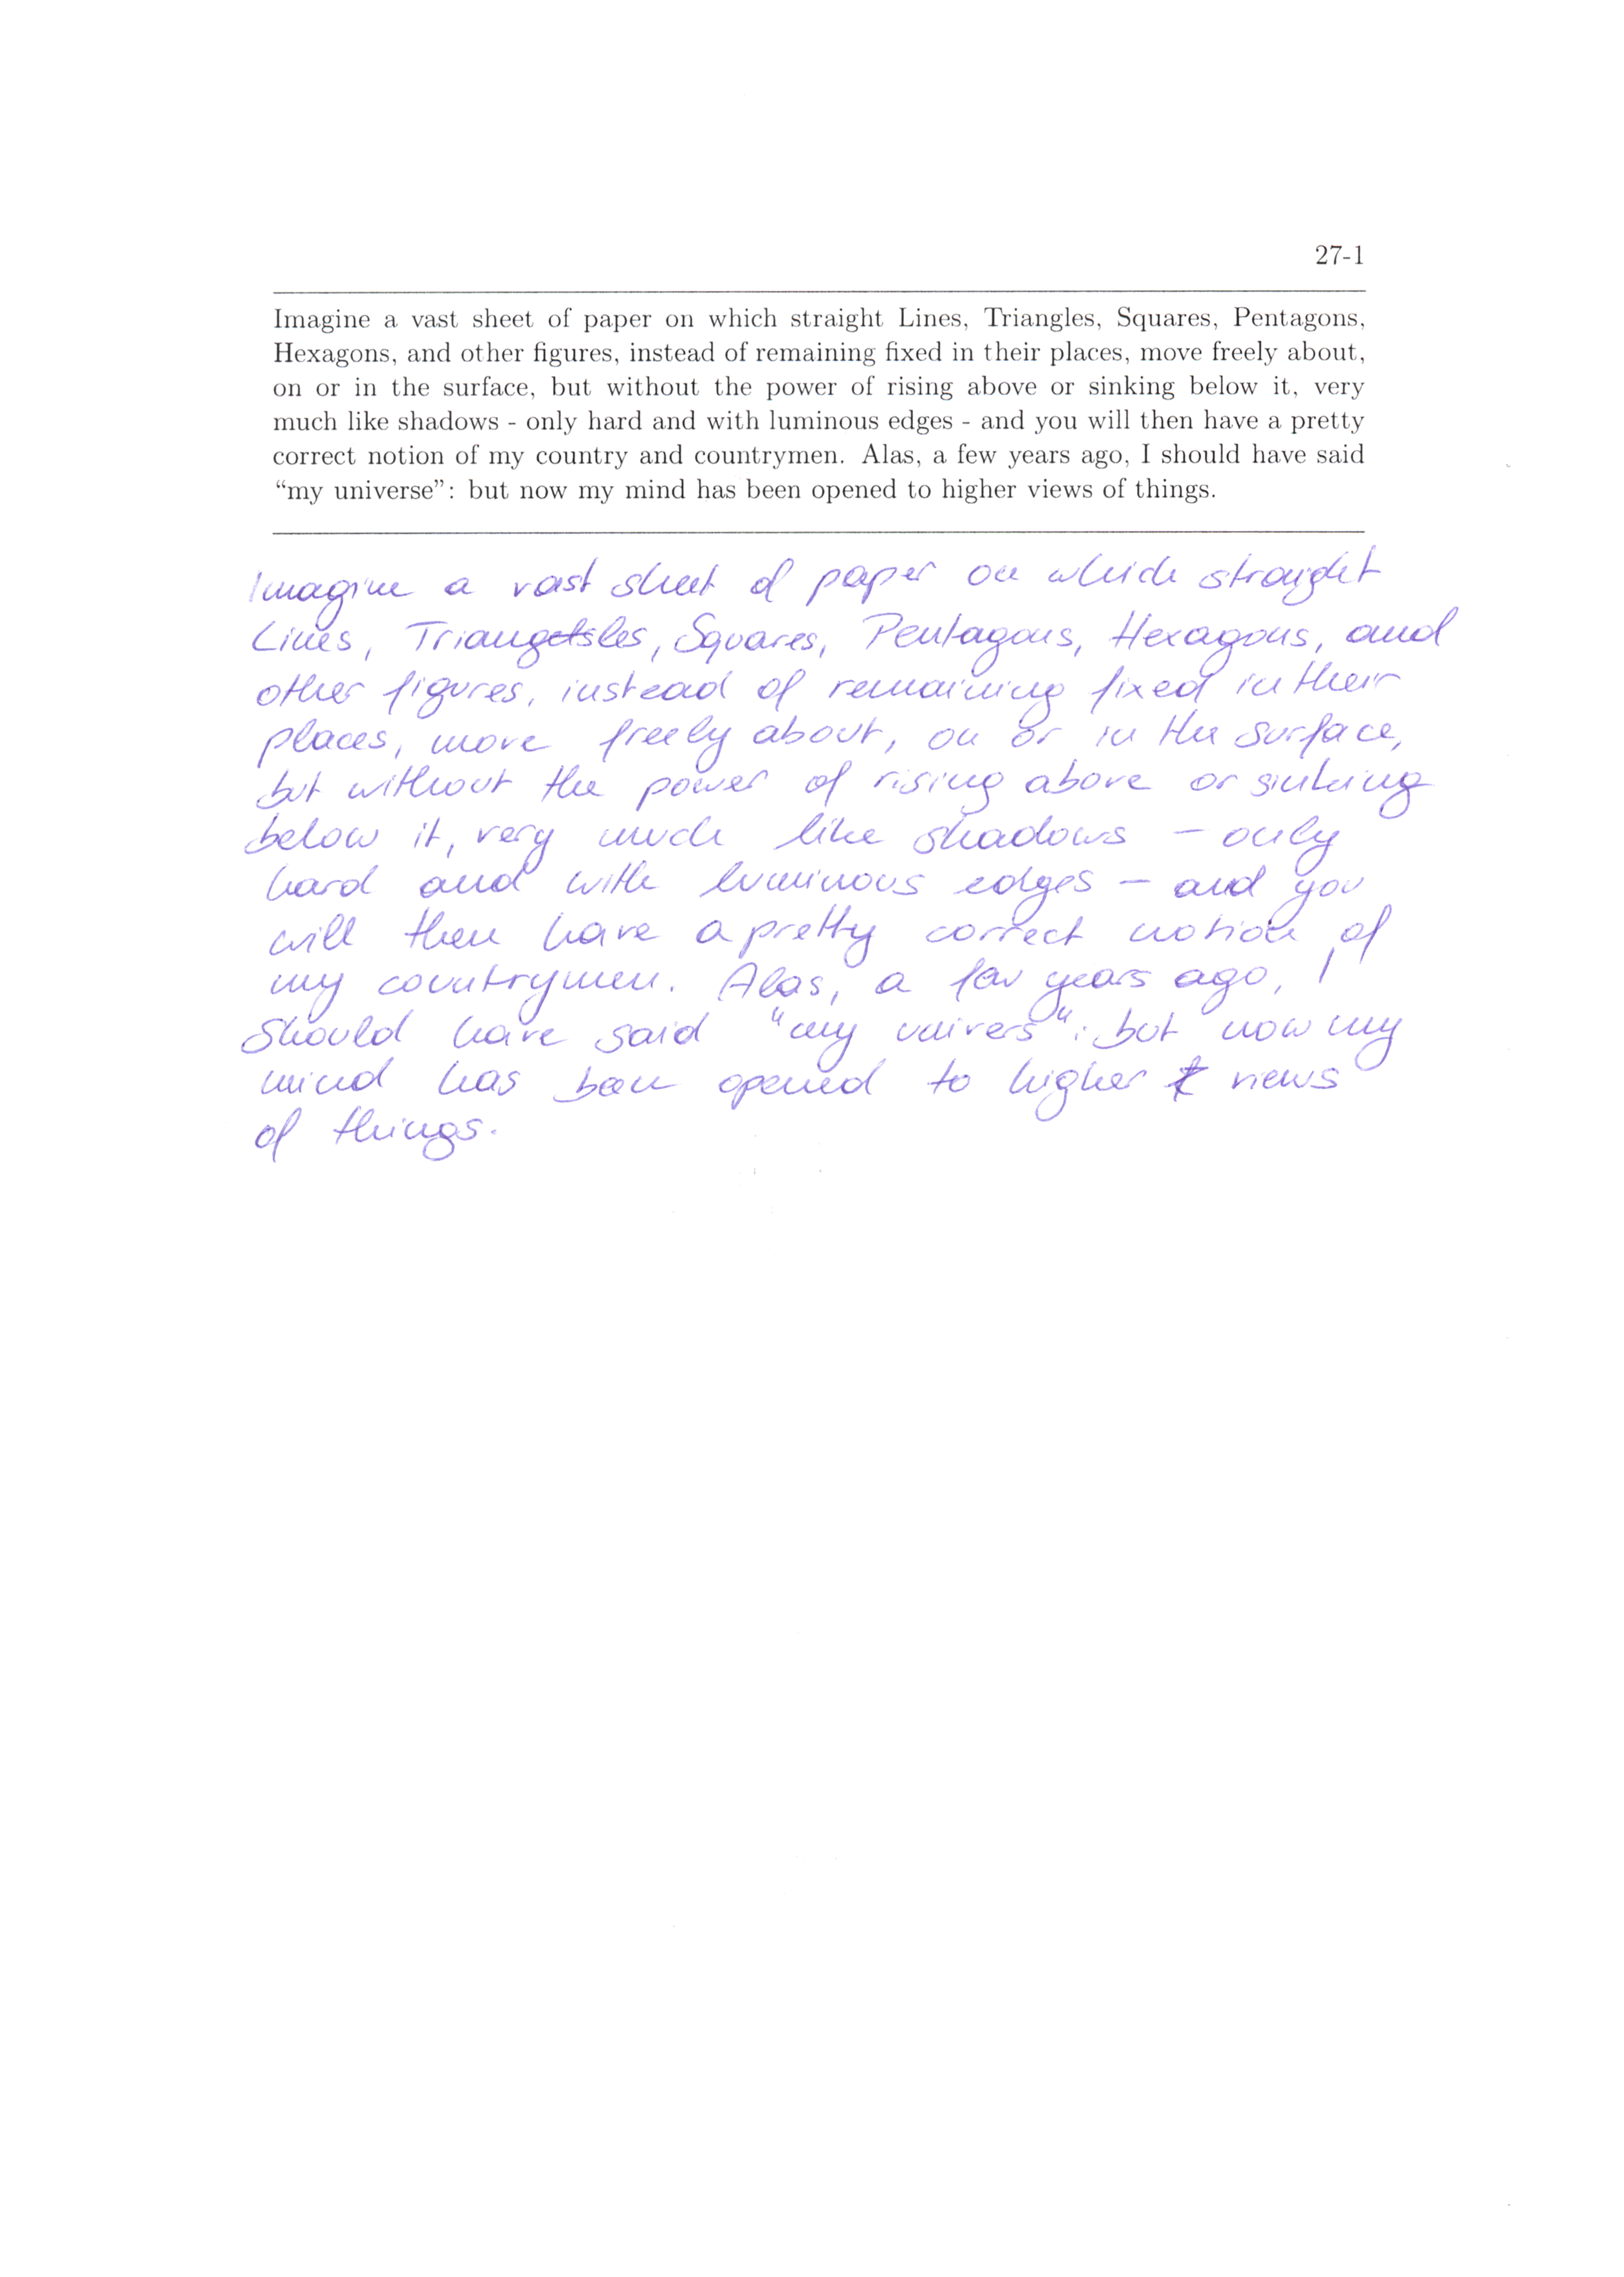 27-1
Imagine a vast sheet of paper on which straight Lines, Triangles, Squares, Pentagons,
Hexagons, and other figures, instead of remaining fixed in their places, move freely about,
on or in the surface, but without the power of rising above or sinking below it, very
much like shadows - only hard and with luminous edges - and you will then have a pretty
correct notion of my country and countrymen. Alas, a few years ago, I should have said
“my universe”: but now my mind has been opened to higher views of things.
Imagine a vast sheet of paper on which straight
Lines, Triangles, Squares, Pentagons, Hexagons, and
other figures, instead of remaining fixed in their
places, move freely about, on or in the surface,
but without the power of rising above or sinking
below it, very much like shadows – only
hard and with luminous edges – and you
will then have a pretty correct notion of
my countrymen. Alas, a few years ago, I
should have said "my univers": but now my
mind has been opened to higher views
of things.